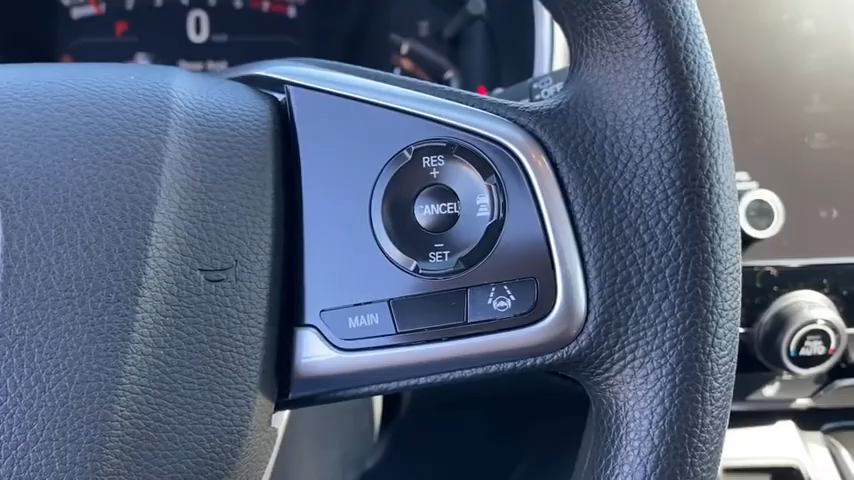 P
0
OFF
RES
+
CANCEL
−
SET
MAIN
AUTO